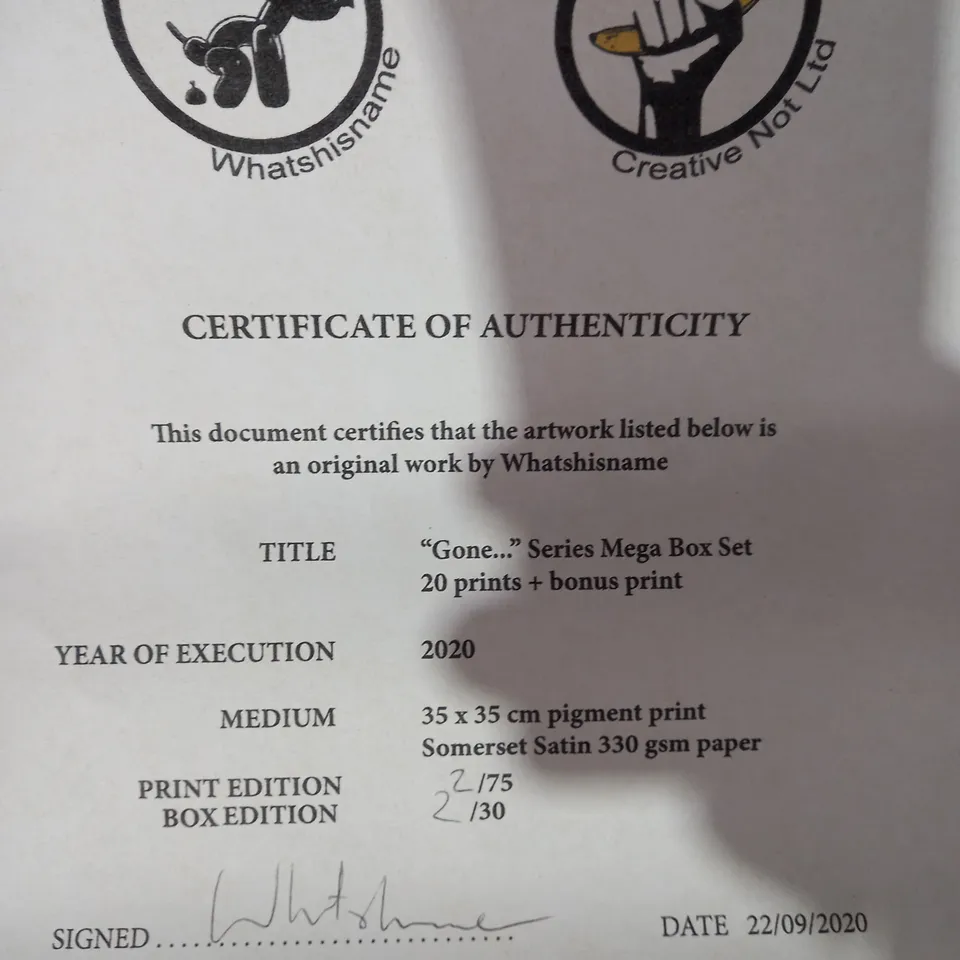 Whatshisname
Creative Not Ltd
CERTIFICATE OF AUTHENTICITY
This document certifies that the artwork listed below is
an original work by Whatshisname
TITLE “Gone...” Series Mega Box Set
20 prints + bonus print
YEAR OF EXECUTION 2020
MEDIUM 35 x 35 cm pigment print
Somerset Satin 330 gsm paper
PRINT EDITION 2/75
BOX EDITION 2/30
SIGNED ........................................ DATE 22/09/2020